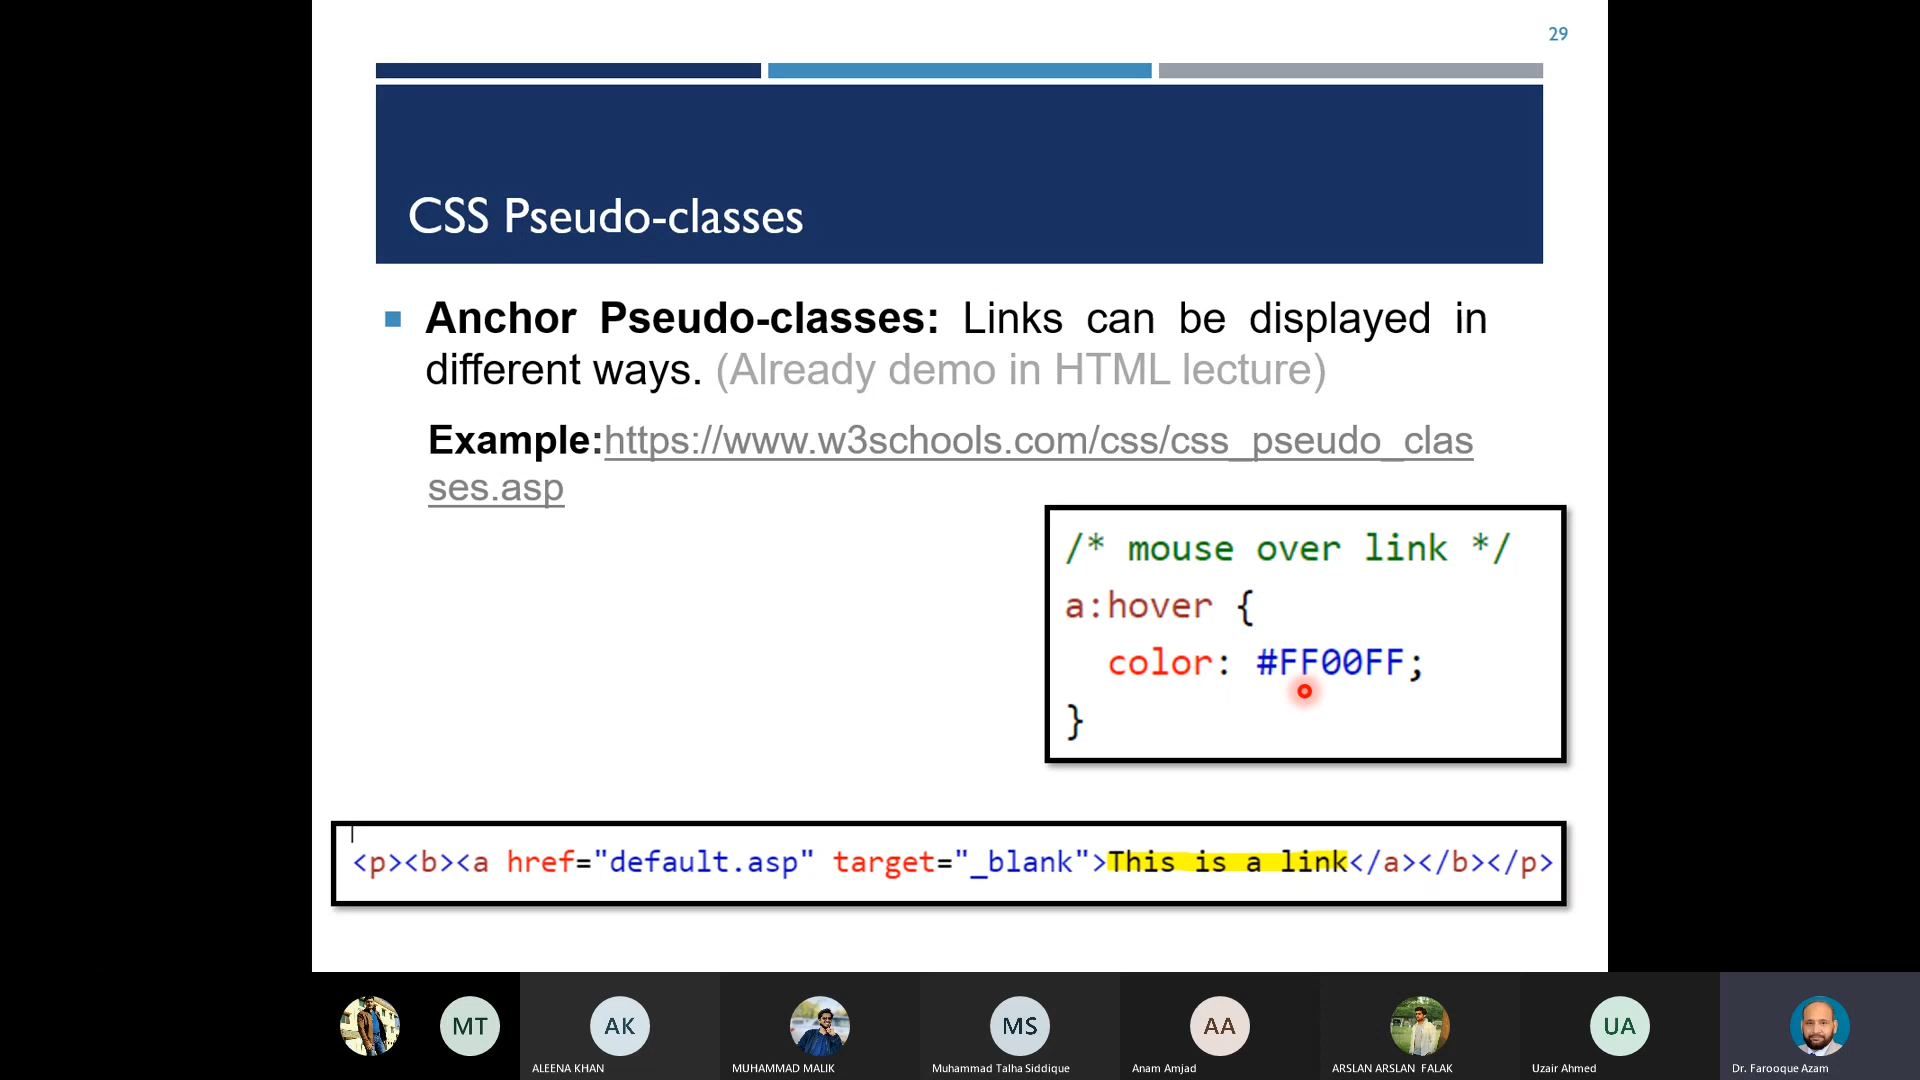 29
CSS Pseudo-classes
Anchor Pseudo-classes: Links can be displayed in
different ways. (Already demo in HTML lecture)
Example:https://www.w3schools.com/css/css_pseudo_clas
ses.asp
/* mouse over link */
a:hover {
color: #FF00FF;
}
<p><b><a href="default.asp" target="_blank">This is a link</a></b></p>
MT
AK
MS
AA
UA
ALEENA KHAN
MUHAMMAD MALIK
Muhammad Talha Siddique
Anam Amjad
ARSLAN ARSLAN FALAK
Uzair Ahmed
Dr. Farooque Azam